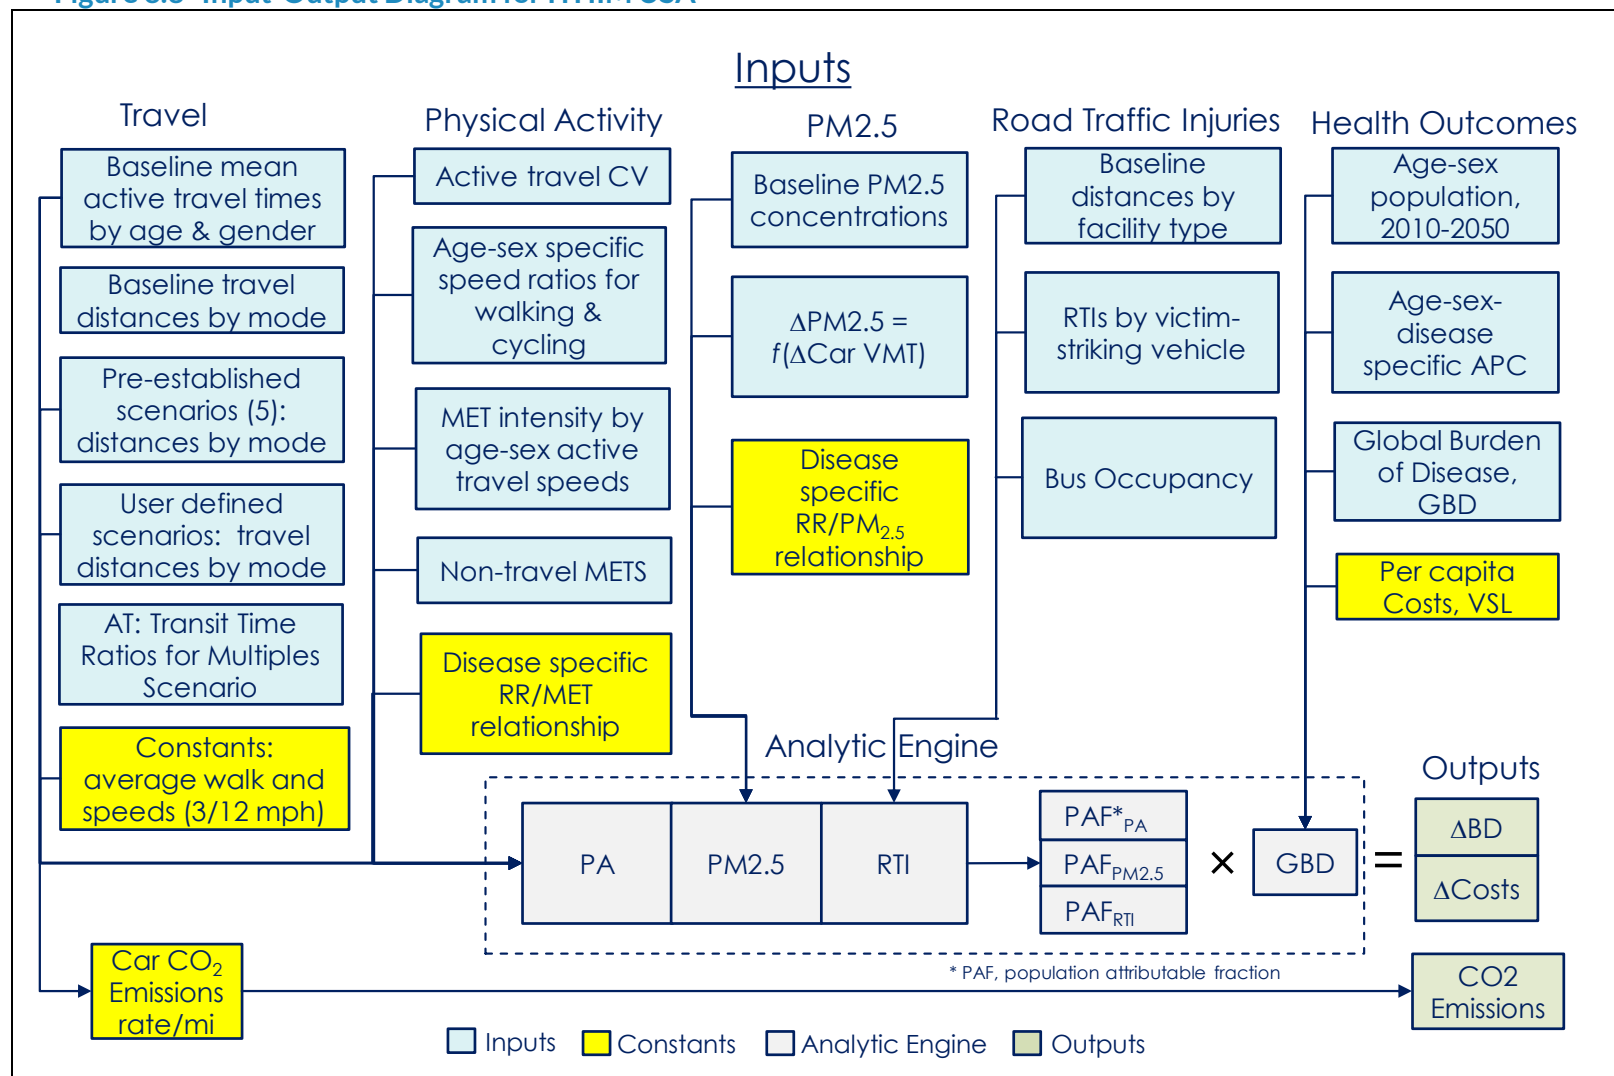 Inputs
Travel
Baseline mean
active travel times
by age & gender
Baseline travel
distances by mode
Pre-established
scenarios (5):
distances by mode
User defined
scenarios: travel
distances by mode
AT: Transit Time
Ratios for Multiples
Scenario
Constants:
average walk and
speeds (3/12 mph)
Car CO2
Emissions
rate/mi
Physical Activity
Active travel CV
Age-sex specific
speed ratios for
walking &
cycling
MET intensity by
age-sex active
travel speeds
Non-travel METS
Disease specific
RR/MET
relationship
PM2.5
Baseline PM2.5
concentrations
ΔPM2.5 =
f(ΔCar VMT)
Disease
specific
RR/PM2.5
relationship
Road Traffic Injuries
Baseline
distances by
facility type
RTIs by victim-
striking vehicle
Bus Occupancy
Health Outcomes
Age-sex
population,
2010-2050
Age-sex-
disease
specific APC
Global Burden
of Disease,
GBD
Per capita
Costs, VSL
Analytic Engine
PA
PM2.5
RTI
PAF*PA
PAFPM2.5
PAFRTI
×
GBD
=
Outputs
ΔBD
ΔCosts
* PAF, population attributable fraction
CO2
Emissions
Inputs
Constants
Analytic Engine
Outputs